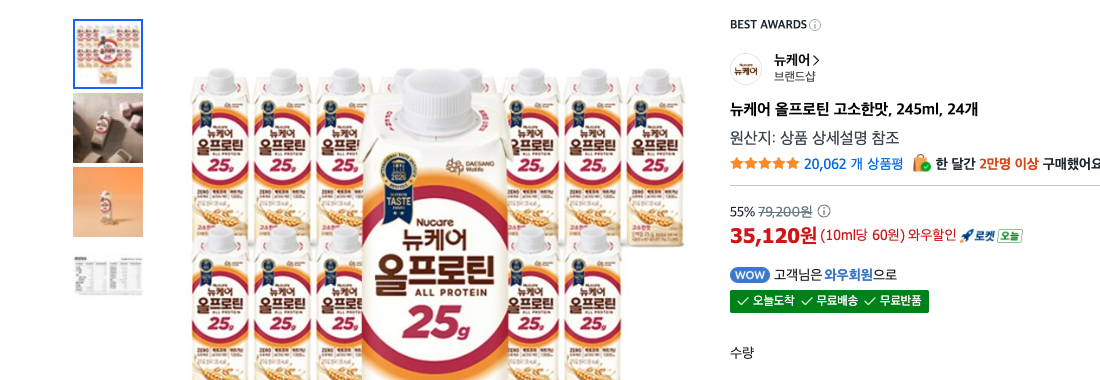 BEST AWARDS
뉴케어
브랜드샵
뉴케어 올프로틴 고소한맛, 245ml, 24개
원산지: 상품 상세설명 참조
20,062 개 상품평 한 달간 2만명 이상 구매했어요
55% 79,200원
35,120원 (10ml당 60원) 와우할인 로켓 오늘
WOW 고객님은 와우회원으로
오늘도착 무료배송 무료반품
수량
DAESANG
Wellife
2026
SUPERIOR
TASTE
AWARD
Nucare
뉴케어
올프로틴
ALL PROTEIN
25g